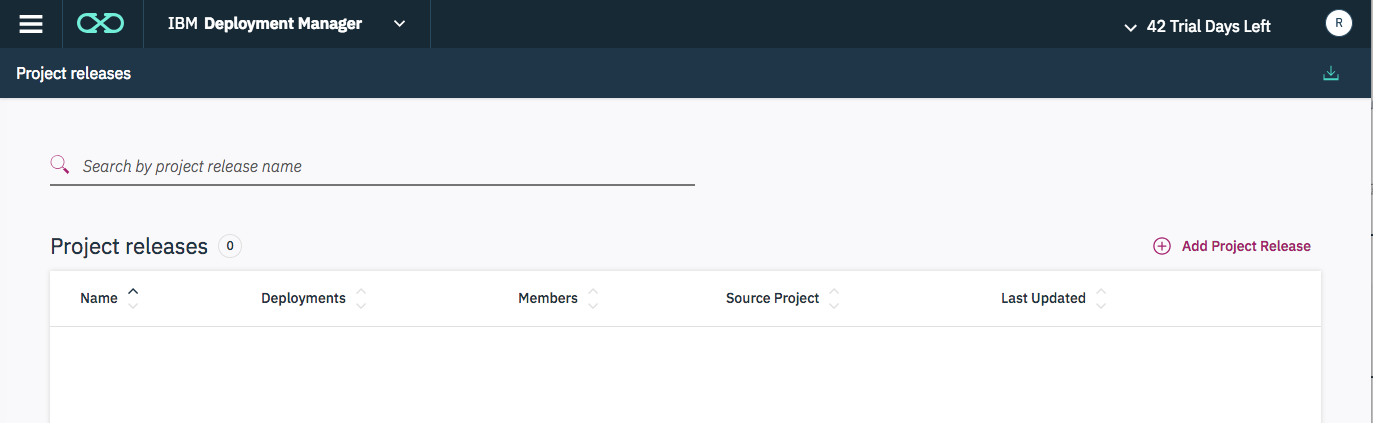 IBM Deployment Manager
42 Trial Days Left
R
Project releases
Search by project release name
Project releases 0
Add Project Release
Name Deployments Members Source Project Last Updated